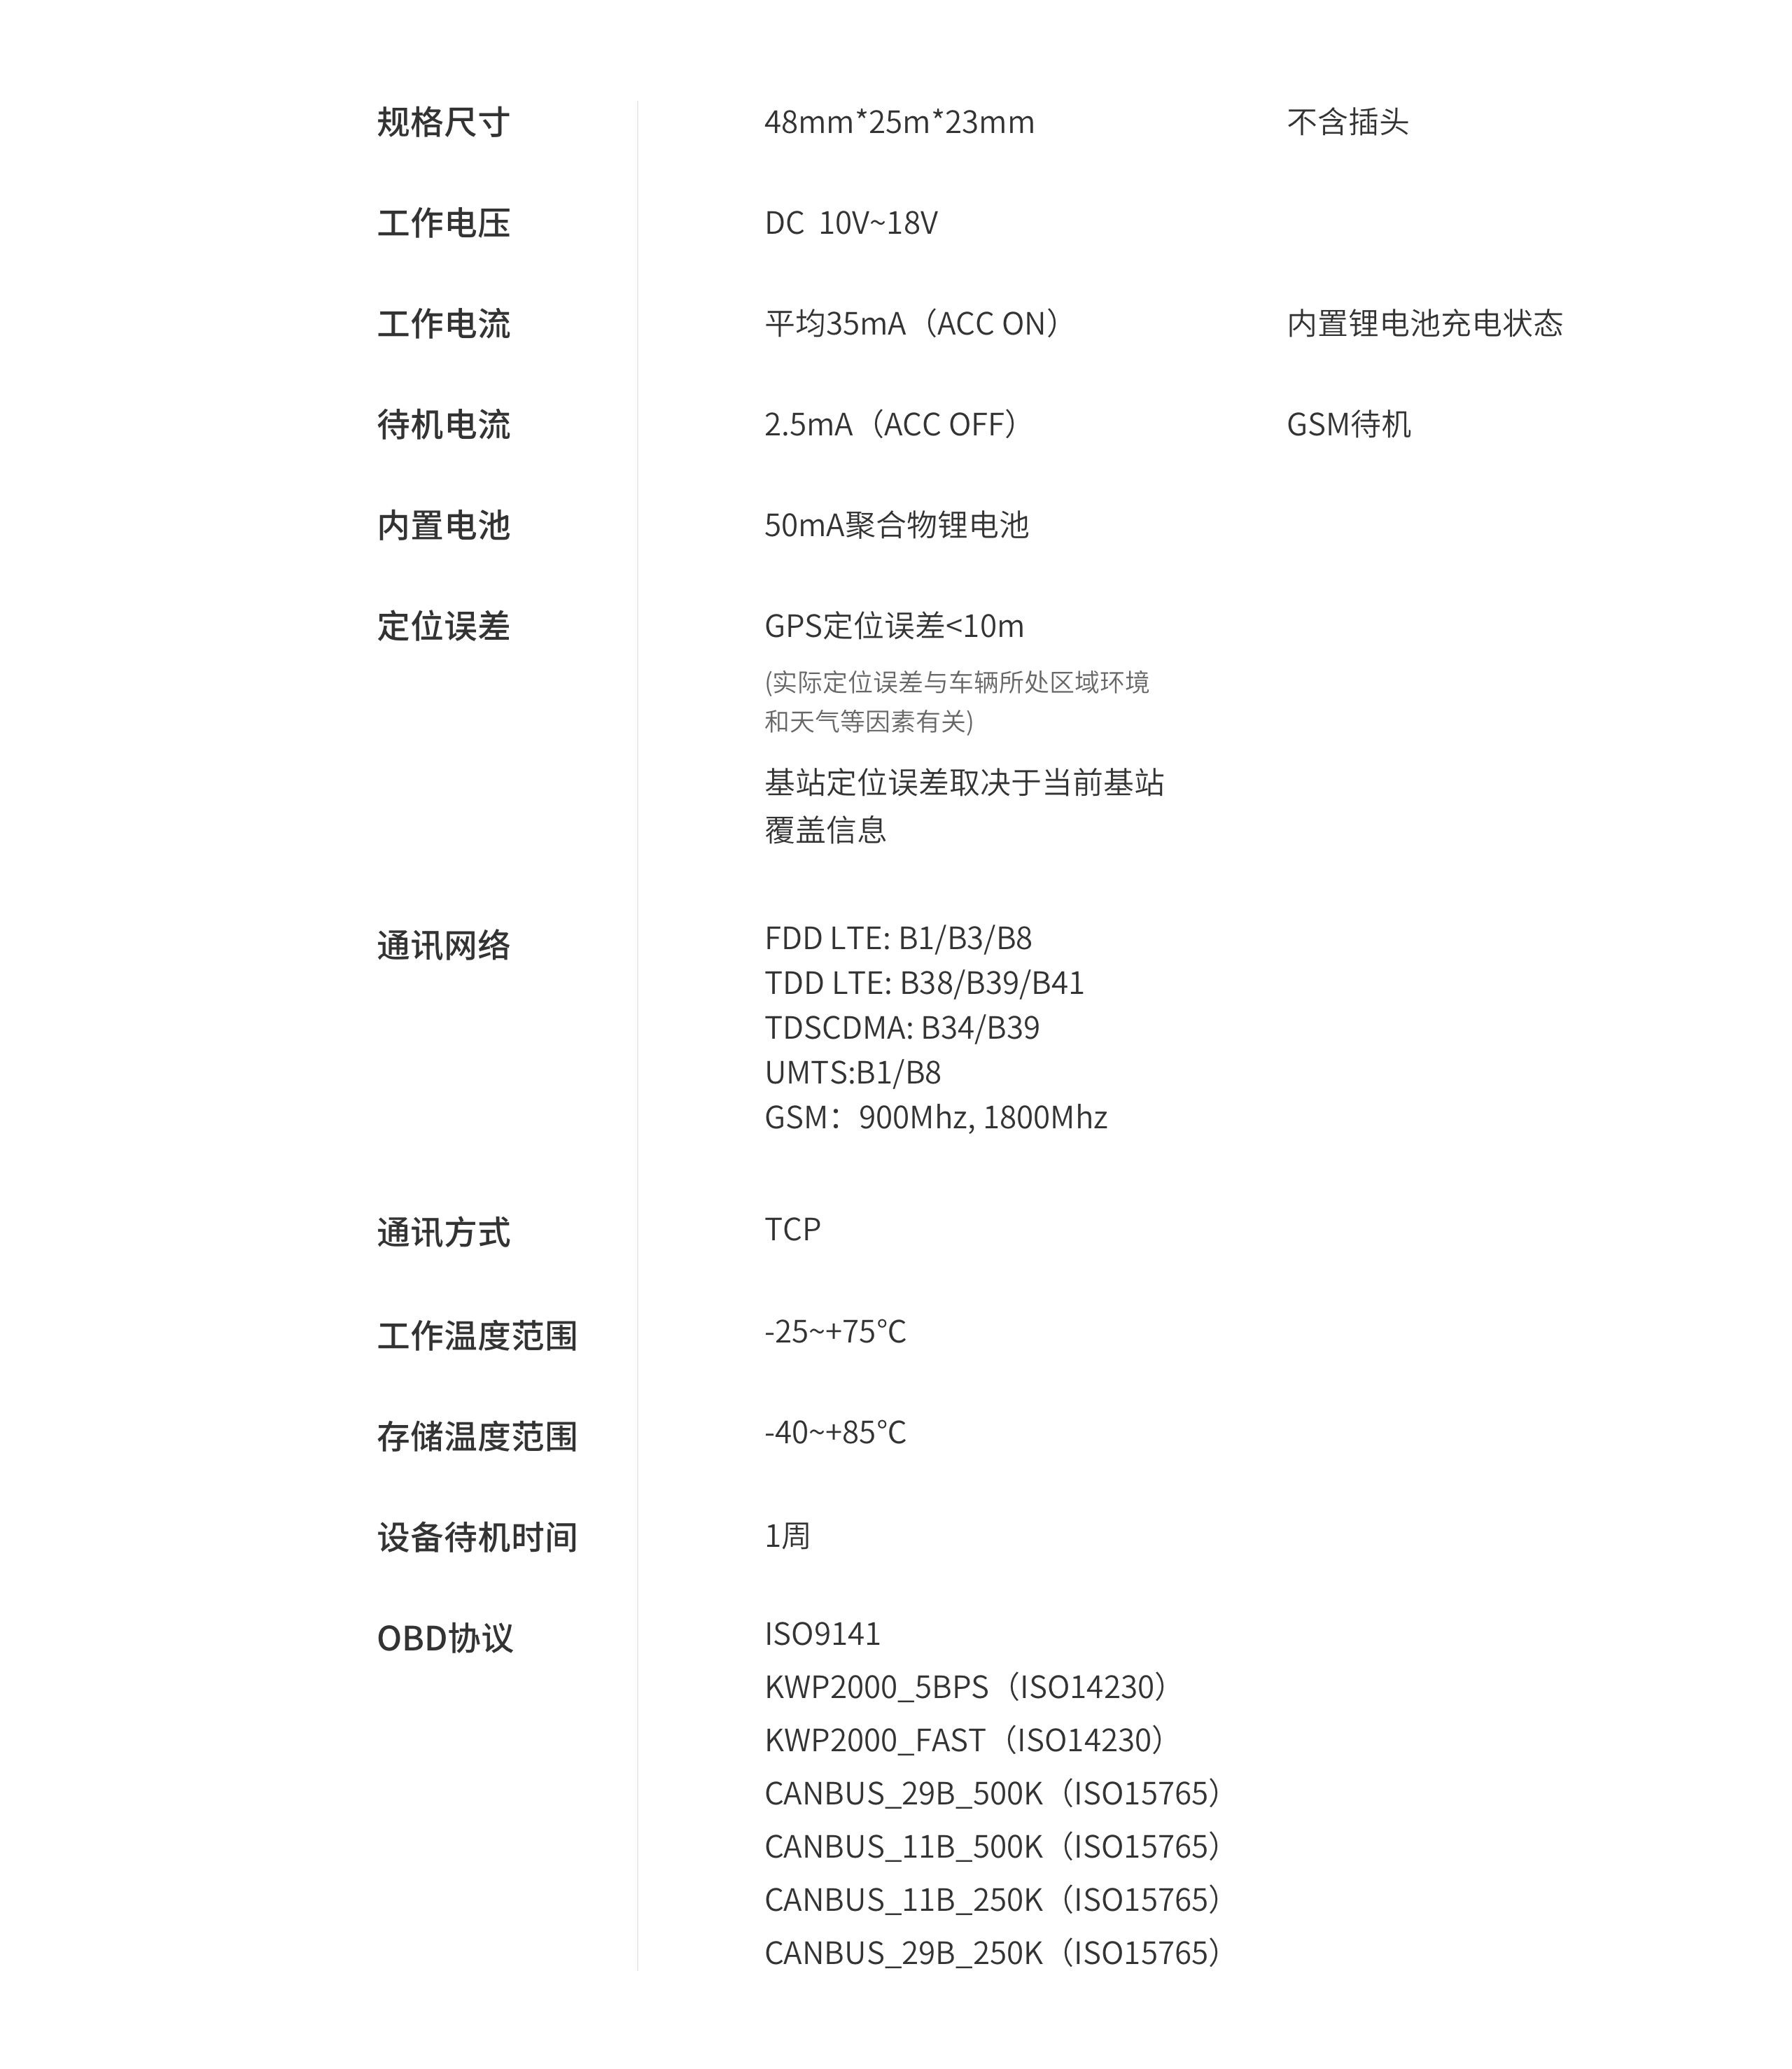 规格尺寸 48mm*25m*23mm 不含插头
工作电压 DC  10V~18V
工作电流 平均35mA（ACC ON） 内置锂电池充电状态
待机电流 2.5mA（ACC OFF） GSM待机
内置电池 50mA聚合物锂电池
定位误差 GPS定位误差<10m
(实际定位误差与车辆所处区域环境
和天气等因素有关)
基站定位误差取决于当前基站
覆盖信息
通讯网络 FDD LTE: B1/B3/B8
TDD LTE: B38/B39/B41
TDSCDMA: B34/B39
UMTS:B1/B8
GSM：900Mhz, 1800Mhz
通讯方式 TCP
工作温度范围 -25~+75°C
存储温度范围 -40~+85°C
设备待机时间 1周
OBD协议 ISO9141
KWP2000_5BPS（ISO14230）
KWP2000_FAST（ISO14230）
CANBUS_29B_500K（ISO15765）
CANBUS_11B_500K（ISO15765）
CANBUS_11B_250K（ISO15765）
CANBUS_29B_250K（ISO15765）